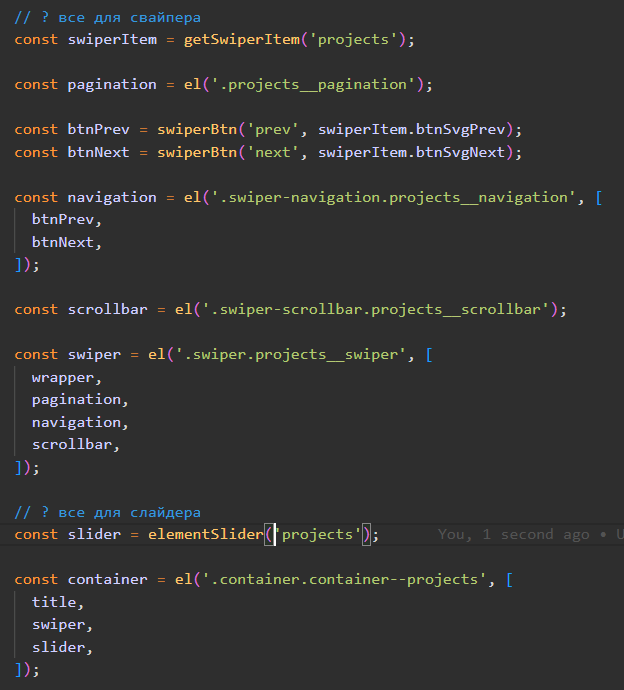 // ? все для свайпера
const swiperItem = getSwiperItem('projects');
const pagination = el('.projects__pagination');
const btnPrev = swiperBtn('prev', swiperItem.btnSvgPrev);
const btnNext = swiperBtn('next', swiperItem.btnSvgNext);
const navigation = el('.swiper-navigation.projects__navigation', [
btnPrev,
btnNext,
]);
const scrollbar = el('.swiper-scrollbar.projects__scrollbar');
const swiper = el('.swiper.projects__swiper', [
wrapper,
pagination,
navigation,
scrollbar,
]);
// ? все для слайдера
const slider = elementSlider('projects'); You, 1 second ago • U
const container = el('.container.container--projects', [
title,
swiper,
slider,
]);